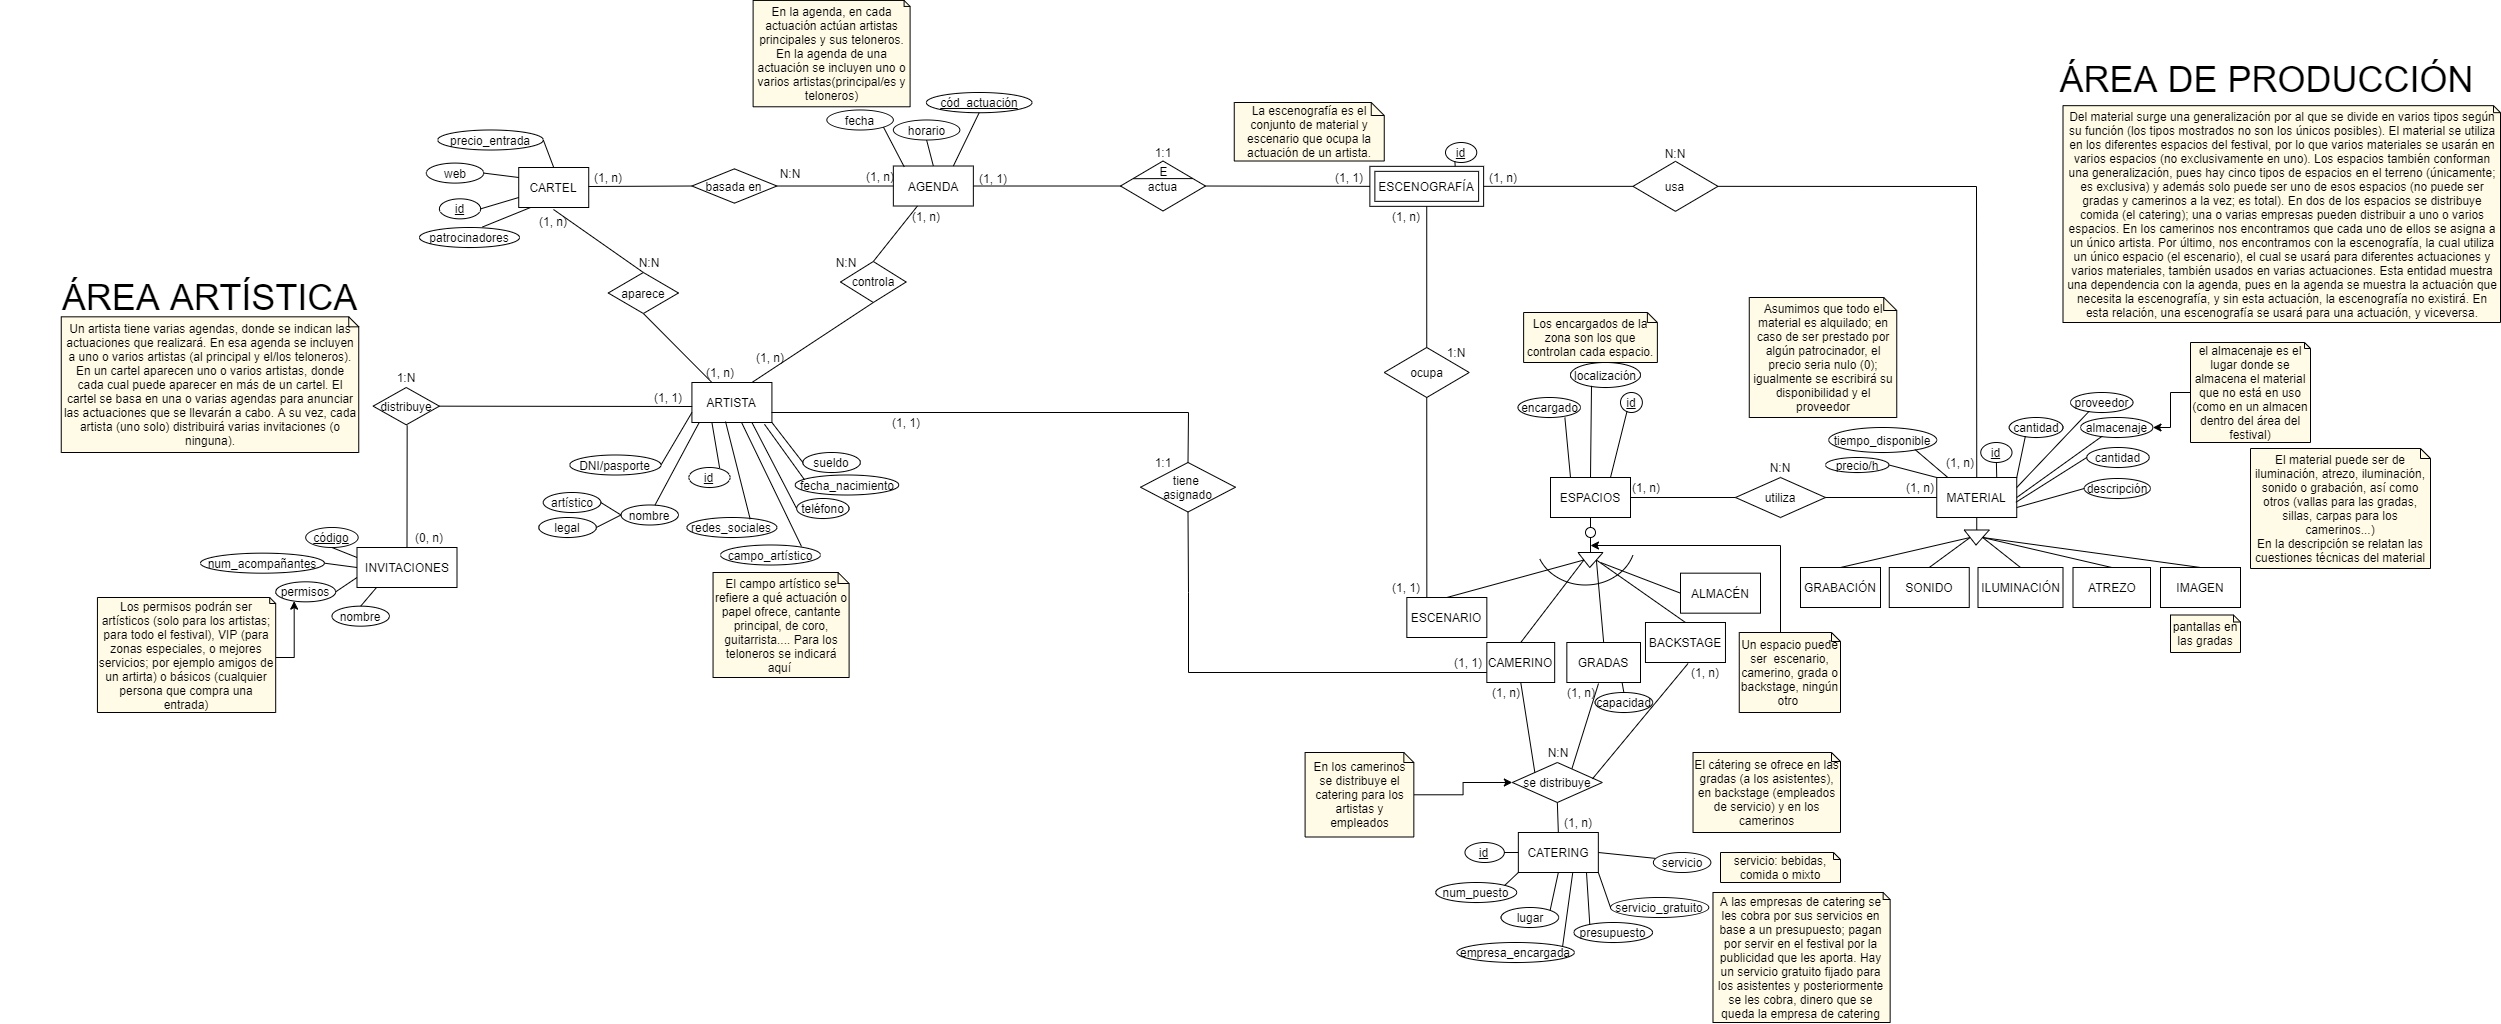 En la agenda, en cada
actuación actúan artistas
principales y sus teloneros.
En la agenda de una
actuación se incluyen uno o
varios artistas(principal/es y
teloneros)
cód_actuación
fecha
horario
precio_entrada
web
id
patrocinadores
CARTEL
(1, n)
(1, n)
basada en
N:N
(1, n)
AGENDA
(1, 1)
(1, n)
1:1
E
actua
La escenografía es el
conjunto de material y
escenario que ocupa la
actuación de un artista.
id
(1, 1)
ESCENOGRAFÍA
(1, n)
(1, n)
N:N
usa
ÁREA DE PRODUCCIÓN
Del material surge una generalización por al que se divide en varios tipos según
su función (los tipos mostrados no son los únicos posibles). El material se utiliza
en los diferentes espacios del festival, por lo que varios materiales se usarán en
varios espacios (no exclusivamente en uno). Los espacios también conforman
una generalización, pues hay cinco tipos de espacios en el terreno (únicamente;
es exclusiva) y además solo puede ser uno de esos espacios (no puede ser
gradas y camerinos a la vez; es total). En dos de los espacios se distribuye
comida (el catering); una o varias empresas pueden distribuir a uno o varios
espacios. En los camerinos nos encontramos que cada uno de ellos se asigna a
un único artista. Por último, nos encontramos con la escenografía, la cual utiliza
un único espacio (el escenario), el cual se usará para diferentes actuaciones y
varios materiales, también usados en varias actuaciones. Esta entidad muestra
una dependencia con la agenda, pues en la agenda se muestra la actuación que
necesita la escenografía, y sin esta actuación, la escenografía no existirá. En
esta relación, una escenografía se usará para una actuación, y viceversa.
N:N
aparece
N:N
controla
(1, n)
(1, n)
ÁREA ARTÍSTICA
Un artista tiene varias agendas, donde se indican las
actuaciones que realizará. En esa agenda se incluyen
a uno o varios artistas (al principal y el/los teloneros).
En un cartel aparecen uno o varios artistas, donde
cada cual puede aparecer en más de un cartel. El
cartel se basa en una o varias agendas para anunciar
las actuaciones que se llevarán a cabo. A su vez, cada
artista (uno solo) distribuirá varias invitaciones (o
ninguna).
1:N
distribuye
(1, 1)
ARTISTA
(1, 1)
DNI/pasporte
id
artístico
legal
nombre
redes_sociales
campo_artístico
teléfono
fecha_nacimiento
sueldo
El campo artístico se
refiere a qué actuación o
papel ofrece, cantante
principal, de coro,
guitarrista.... Para los
teloneros se indicará
aquí
(0, n)
código
num_acompañantes
permisos
nombre
INVITACIONES
Los permisos podrán ser
artísticos (solo para los artistas;
para todo el festival), VIP (para
zonas especiales, o mejores
servicios; por ejemplo amigos de
un artirta) o básicos (cualquier
persona que compra una
entrada)
1:1
tiene
asignado
1:N
ocupa
(1, 1)
ESCENARIO
Los encargados de la
zona son los que
controlan cada espacio.
localización
encargado
id
ESPACIOS
(1, n)
N:N
utiliza
(1, n)
(1, n)
MATERIAL
Asumimos que todo el
material es alquilado; en
caso de ser prestado por
algún patrocinador, el
precio seria nulo (0);
igualmente se escribirá su
disponibilidad y el
proveedor
tiempo_disponible
precio/h
id
cantidad
proveedor
almacenaje
cantidad
descripción
el almacenaje es el
lugar donde se
almacena el material
que no está en uso
(como en un almacen
dentro del área del
festival)
El material puede ser de
iluminación, atrezo, iluminación,
sonido o grabación, así como
otros (vallas para las gradas,
sillas, carpas para los
camerinos...)
En la descripción se relatan las
cuestiones técnicas del material
GRABACIÓN
SONIDO
ILUMINACIÓN
ATREZO
IMAGEN
pantallas en
las gradas
ALMACÉN
BACKSTAGE
(1, n)
GRADAS
(1, n)
capacidad
(1, 1)
CAMERINO
(1, n)
Un espacio puede
ser  escenario,
camerino, grada o
backstage, ningún
otro
N:N
se distribuye
(1, n)
En los camerinos
se distribuye el
catering para los
artistas y
empleados
El cátering se ofrece en las
gradas (a los asistentes),
en backstage (empleados
de servicio) y en los
camerinos
CATERING
id
num_puesto
lugar
empresa_encargada
presupuesto
servicio_gratuito
servicio
servicio: bebidas,
comida o mixto
A las empresas de catering se
les cobra por sus servicios en
base a un presupuesto; pagan
por servir en el festival por la
publicidad que les aporta. Hay
un servicio gratuito fijado para
los asistentes y posteriormente
se les cobra, dinero que se
queda la empresa de catering